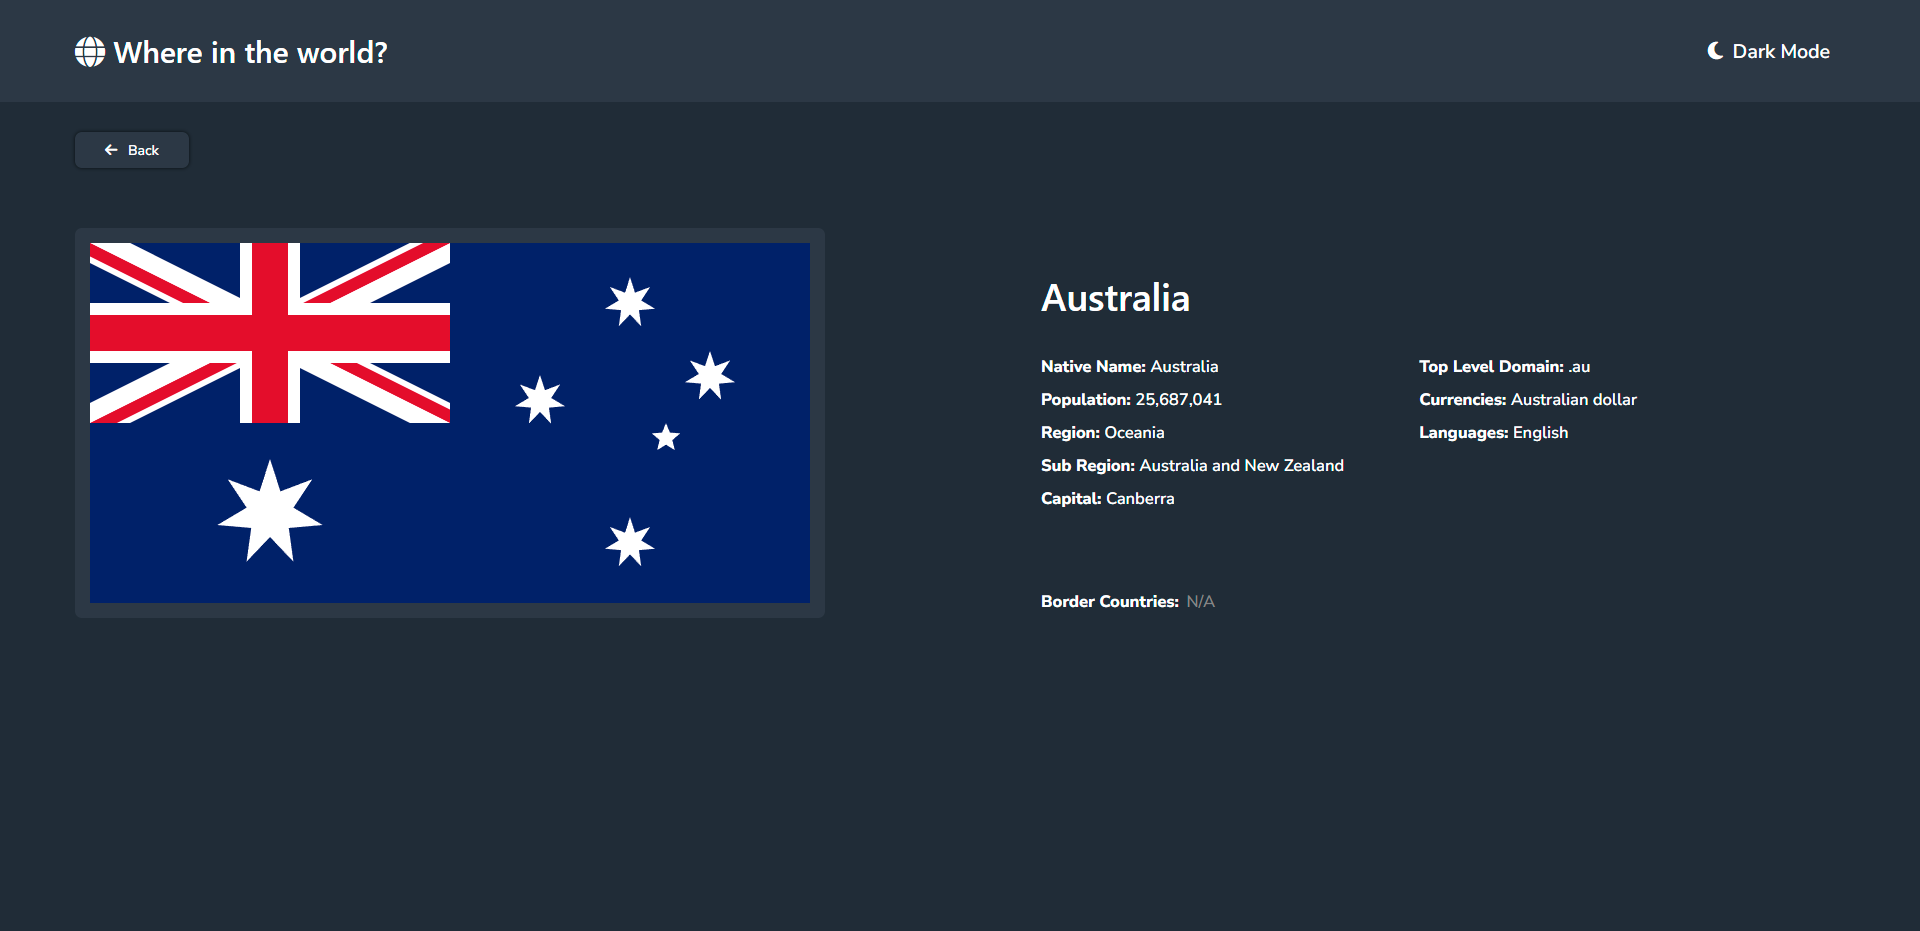 Where in the world?
Dark Mode
Back
Australia
Native Name: Australia
Population: 25,687,041
Region: Oceania
Sub Region: Australia and New Zealand
Capital: Canberra
Top Level Domain: .au
Currencies: Australian dollar
Languages: English
Border Countries: N/A